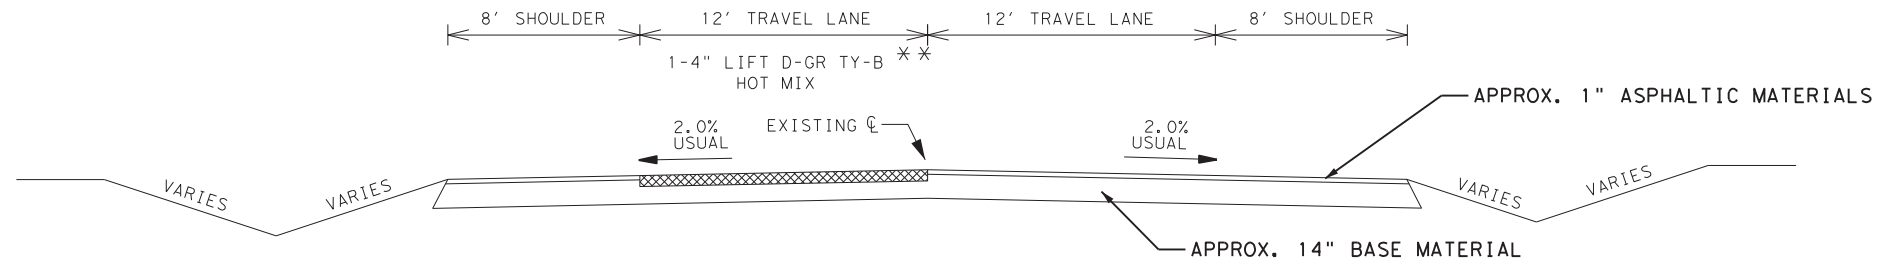 8' SHOULDER
12' TRAVEL LANE
12' TRAVEL LANE
8' SHOULDER
1-4" LIFT D-GR TY-B **
HOT MIX
APPROX. 1" ASPHALTIC MATERIALS
2.0%
USUAL
EXISTING ℄
2.0%
USUAL
VARIES
VARIES
VARIES
VARIES
APPROX. 14" BASE MATERIAL